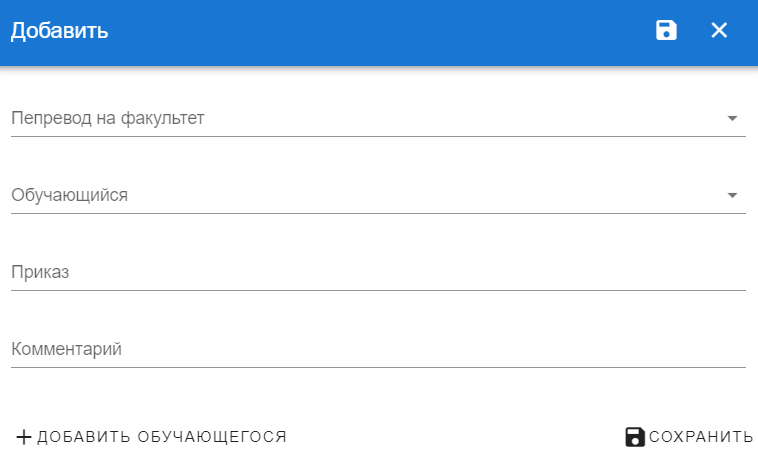 Добавить
Пепревод на факультет
Обучающийся
Приказ
Комментарий
ДОБАВИТЬ ОБУЧАЮЩЕГОСЯ
СОХРАНИТЬ